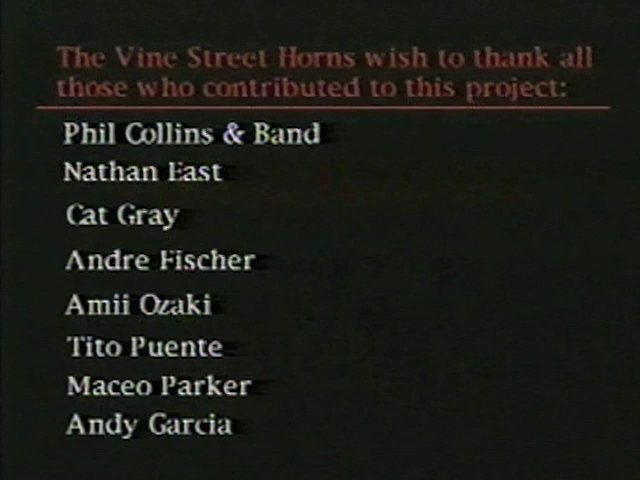 The Vine Street Horns wish to thank all
those who contributed to this project:
Phil Collins & Band
Nathan East
Cat Gray
Andre Fischer
Amii Ozaki
Tito Puente
Maceo Parker
Andy Garcia